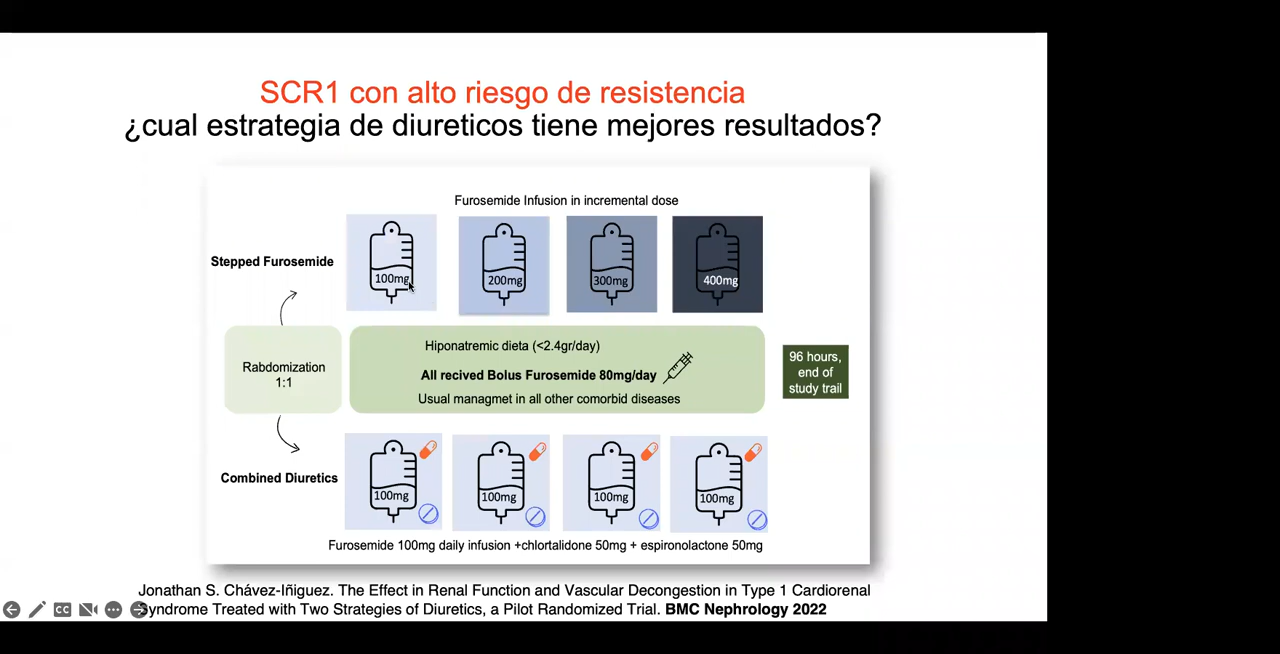 SCR1 con alto riesgo de resistencia
¿cual estrategia de diureticos tiene mejores resultados?
Furosemide Infusion in incremental dose
Stepped Furosemide
100mg
200mg
300mg
400mg
Rabdomization
1:1
Hiponatremic dieta (<2.4gr/day)
All recived Bolus Furosemide 80mg/day
Usual managmet in all other comorbid diseases
96 hours,
end of
study trail
Combined Diuretics
100mg
100mg
100mg
100mg
Furosemide 100mg daily infusion +chlortalidone 50mg + espironolactone 50mg
Jonathan S. Chávez-Iñiguez. The Effect in Renal Function and Vascular Decongestion in Type 1 Cardiorenal
Syndrome Treated with Two Strategies of Diuretics, a Pilot Randomized Trial. BMC Nephrology 2022
CC